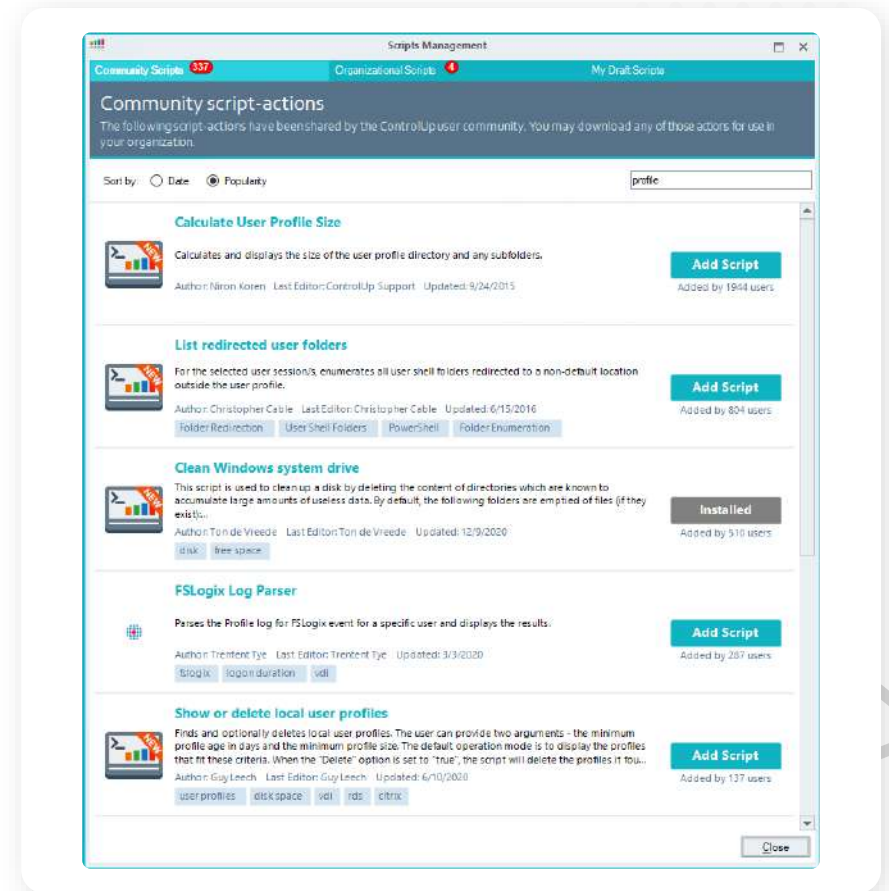 Scripts Management
Community Scripts 337
Organizational Scripts 4
My Draft Scripts
Community script-actions
The following script-actions have been shared by the ControlUp user community. You may download any of those actions for use in
your organization.
Sort by: Date Popularity
profile
Calculate User Profile Size
NEW
Calculates and displays the size of the user profile directory and any subfolders.
Add Script
Author: Niron Koren Last Editor: ControlUp Support Updated: 9/24/2015
Added by 1944 users
List redirected user folders
NEW
For the selected user session/s, enumerates all user shell folders redirected to a non-default location
outside the user profile.
Add Script
Author: Christopher Cable Last Editor: Christopher Cable Updated: 6/15/2016
Added by 804 users
Folder Redirection User Shell Folders PowerShell Folder Enumeration
Clean Windows system drive
NEW
This script is used to clean up a disk by deleting the content of directories which are known to
accumulate large amounts of useless data. By default, the following folders are emptied of files (if they
exist):...
Installed
Author: Ton de Vreede Last Editor: Ton de Vreede Updated: 12/9/2020
Added by 510 users
disk free space
FSLogix Log Parser
Parses the Profile log for FSLogix event for a specific user and displays the results.
Add Script
Author: Trentent Tye Last Editor: Trentent Tye Updated: 3/3/2020
Added by 287 users
fslogix logon duration vdi
Show or delete local user profiles
NEW
Finds and optionally deletes local user profiles. The user can provide two arguments - the minimum
profile age in days and the minimum profile size. The default operation mode is to display the profiles
that fit these criteria. When the "Delete" option is set to "true", the script will delete the profiles it fou...
Add Script
Author: Guy Leech Last Editor: Guy Leech Updated: 6/10/2020
Added by 137 users
user profiles disk space vdi rds citrix
Close